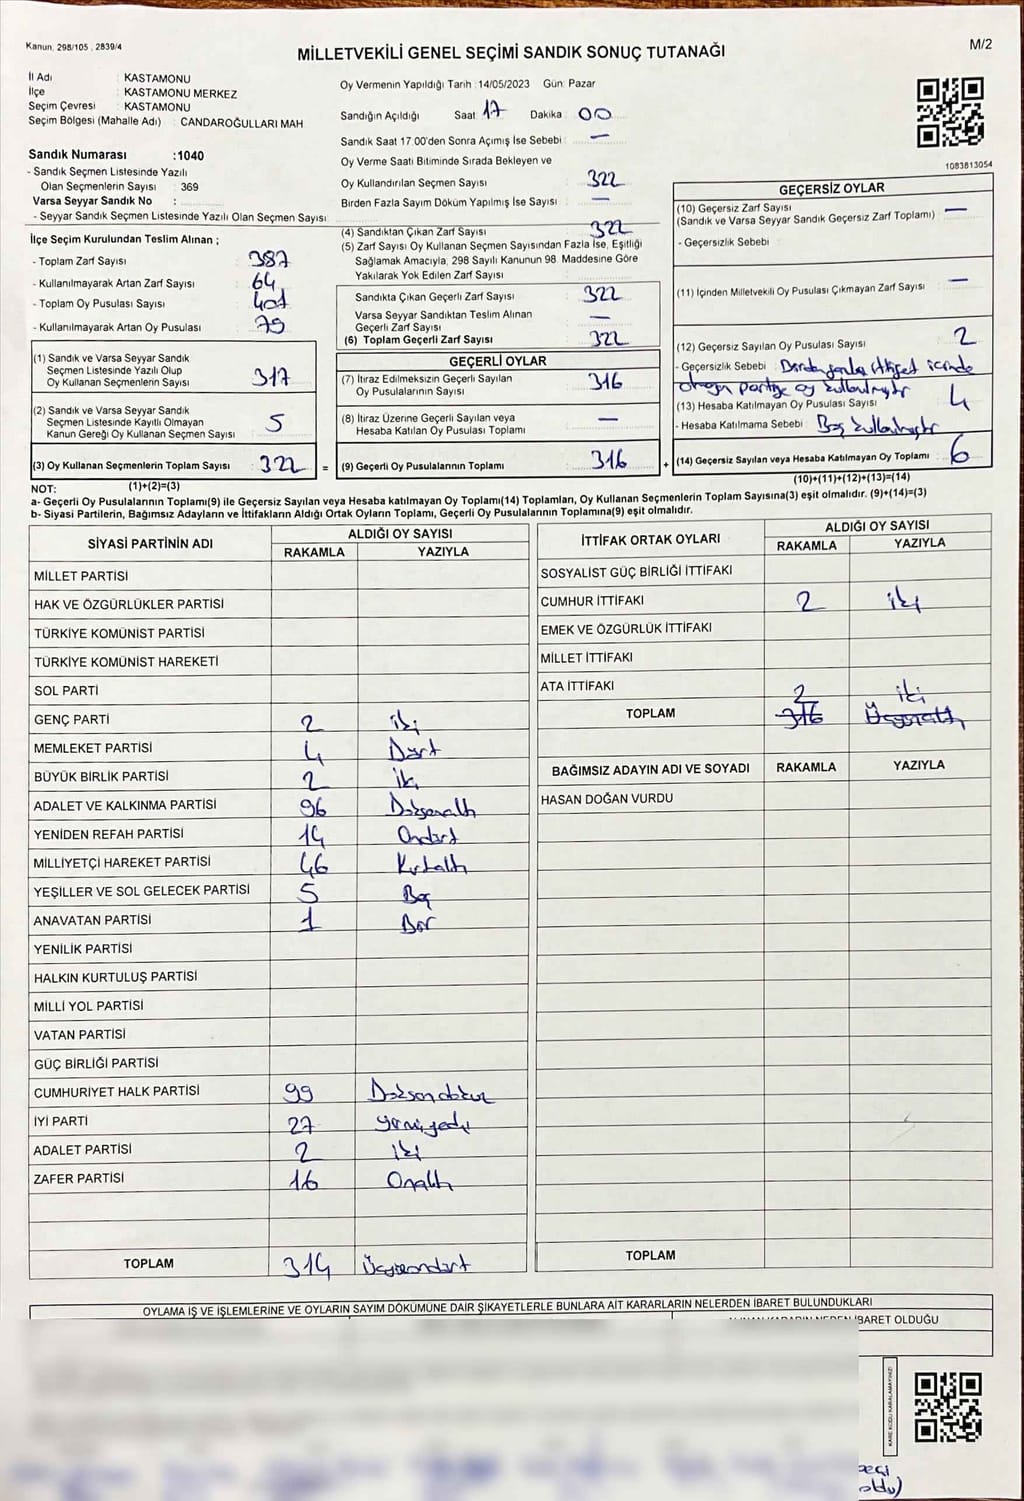 Kanun, 298/105 , 2839/4
M/2
MİLLETVEKİLİ GENEL SEÇİMİ SANDIK SONUÇ TUTANAĞI
İl Adı : KASTAMONU
İlçe : KASTAMONU MERKEZ
Seçim Çevresi : KASTAMONU
Seçim Bölgesi (Mahalle Adı) : CANDAROĞULLARI MAH
Sandık Numarası :1040
- Sandık Seçmen Listesinde Yazılı
Olan Seçmenlerin Sayısı : 369
Varsa Seyyar Sandık No :
- Seyyar Sandık Seçmen Listesinde Yazılı Olan Seçmen Sayısı:
Oy Vermenin Yapıldığı Tarih :14/05/2023 Gün: Pazar
Sandığın Açıldığı Saat: 17 Dakika : 00
Sandık Saat 17.00'den Sonra Açımış İse Sebebi : —
Oy Verme Saati Bitiminde Sırada Bekleyen ve
Oy Kullandırılan Seçmen Sayısı : 322
Birden Fazla Sayım Döküm Yapılmış İse Sayısı : —
1083813054
İlçe Seçim Kurulundan Teslim Alınan ;
- Toplam Zarf Sayısı : 387
- Kullanılmayarak Artan Zarf Sayısı : 64
- Toplam Oy Pusulası Sayısı : 401
- Kullanılmayarak Artan Oy Pusulası : 79
(4) Sandıktan Çıkan Zarf Sayısı : 322
(5) Zarf Sayısı Oy Kullanan Seçmen Sayısından Fazla İse, Eşitliği
Sağlamak Amacıyla, 298 Sayılı Kanunun 98. Maddesine Göre
Yakılarak Yok Edilen Zarf Sayısı :
Sandıkta Çıkan Geçerli Zarf Sayısı : 322
Varsa Seyyar Sandıktan Teslim Alınan
Geçerli Zarf Sayısı : —
(6) Toplam Geçerli Zarf Sayısı : 322
GEÇERSİZ OYLAR
(10) Geçersiz Zarf Sayısı : —
(Sandık ve Varsa Seyyar Sandık Geçersiz Zarf Toplamı)
- Geçersizlik Sebebi :
(11) İçinden Milletvekili Oy Pusulası Çıkmayan Zarf Sayısı : —
(12) Geçersiz Sayılan Oy Pusulası Sayısı : 2
- Geçersizlik Sebebi : ittifat içinde
partiye oy kullanılmıştır
(13) Hesaba Katılmayan Oy Pusulası Sayısı : 4
- Hesaba Katılmama Sebebi : Boş kullanılmıştır
(14) Geçersiz Sayılan veya Hesaba Katılmayan Oy Toplamı : 6
(10)+(11)+(12)+(13)=(14)
(1) Sandık ve Varsa Seyyar Sandık
Seçmen Listesinde Yazılı Olup
Oy Kullanan Seçmenlerin Sayısı : 317
(2) Sandık ve Varsa Seyyar Sandık
Seçmen Listesinde Kayıtlı Olmayan
Kanun Gereği Oy Kullanan Seçmen Sayısı : 5
(3) Oy Kullanan Seçmenlerin Toplam Sayısı : 322 =
(1)+(2)=(3)
GEÇERLİ OYLAR
(7) İtiraz Edilmeksizin Geçerli Sayılan
Oy Pusulalarının Sayısı : 316
(8) İtiraz Üzerine Geçerli Sayılan veya
Hesaba Katılan Oy Pusulası Toplamı : —
(9) Geçerli Oy Pusulalarının Toplamı : 316 +
NOT:
a- Geçerli Oy Pusulalarının Toplamı(9) ile Geçersiz Sayılan veya Hesaba katılmayan Oy Toplamı(14) Toplamları, Oy Kullanan Seçmenlerin Toplam Sayısına(3) eşit olmalıdır. (9)+(14)=(3)
b- Siyasi Partilerin, Bağımsız Adayların ve İttifakların Aldığı Ortak Oyların Toplamı, Geçerli Oy Pusulalarının Toplamına(9) eşit olmalıdır.
SİYASİ PARTİNİN ADI ALDIĞI OY SAYISI
RAKAMLA YAZIYLA
MİLLET PARTİSİ
HAK VE ÖZGÜRLÜKLER PARTİSİ
TÜRKİYE KOMÜNİST PARTİSİ
TÜRKİYE KOMÜNİST HAREKETİ
SOL PARTİ
GENÇ PARTİ 2 iki
MEMLEKET PARTİSİ 4 Dört
BÜYÜK BİRLİK PARTİSİ 2 iki
ADALET VE KALKINMA PARTİSİ 96 Doksanaltı
YENİDEN REFAH PARTİSİ 14 Ondört
MİLLİYETÇİ HAREKET PARTİSİ 46 Kırkaltı
YEŞİLLER VE SOL GELECEK PARTİSİ 5 Beş
ANAVATAN PARTİSİ 1 Bir
YENİLİK PARTİSİ
HALKIN KURTULUŞ PARTİSİ
MİLLİ YOL PARTİSİ
VATAN PARTİSİ
GÜÇ BİRLİĞİ PARTİSİ
CUMHURİYET HALK PARTİSİ 99 Doksandokuz
İYİ PARTİ 27 yirmiyedi
ADALET PARTİSİ 2 iki
ZAFER PARTİSİ 16 Onaltı
TOPLAM 314 Üçyüzondört
İTTİFAK ORTAK OYLARI ALDIĞI OY SAYISI
RAKAMLA YAZIYLA
SOSYALİST GÜÇ BİRLİĞİ İTTİFAKI
CUMHUR İTTİFAKI 2 iki
EMEK VE ÖZGÜRLÜK İTTİFAKI
MİLLET İTTİFAKI
ATA İTTİFAKI
2 iki
TOPLAM 316
BAĞIMSIZ ADAYIN ADI VE SOYADI RAKAMLA YAZIYLA
HASAN DOĞAN VURDU
TOPLAM
OYLAMA İŞ VE İŞLEMLERİNE VE OYLARIN SAYIM DÖKÜMÜNE DAİR ŞİKAYETLERLE BUNLARA AİT KARARLARIN NELERDEN İBARET BULUNDUKLARI
İBARET OLDUĞU
KARE KODU KARALAMAYINIZ!